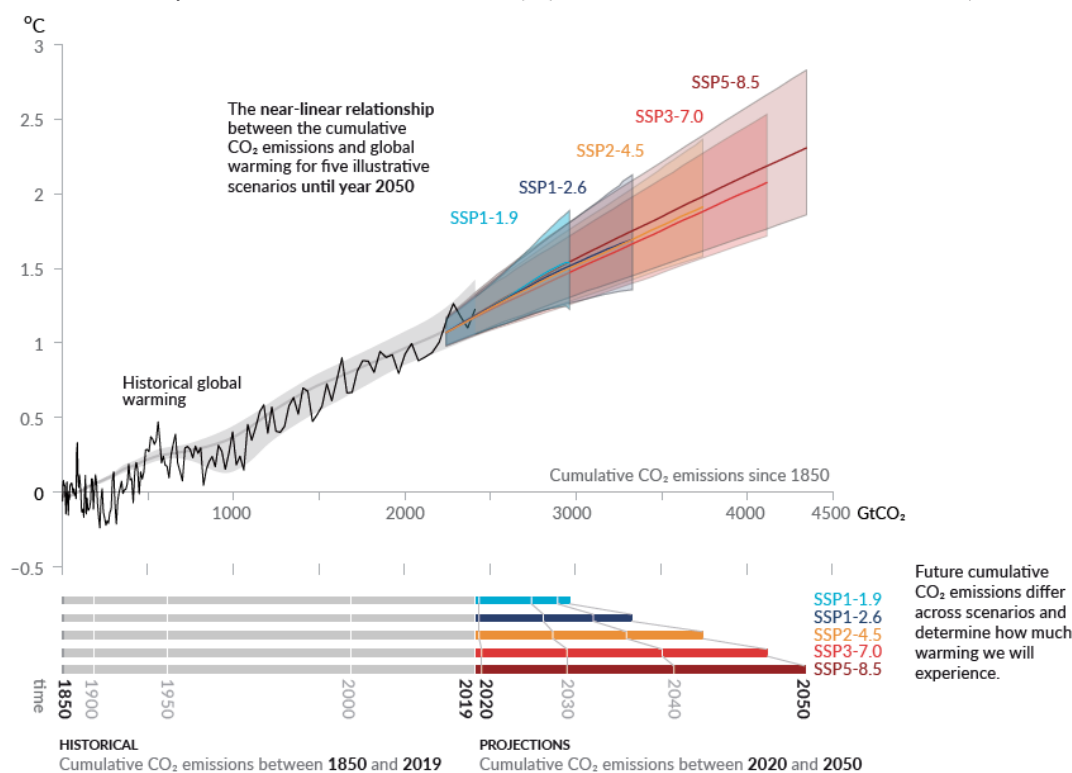 °C
3
SSP5-8.5
2.5
SSP3-7.0
The near-linear relationship
between the cumulative
CO₂ emissions and global
warming for five illustrative
scenarios until year 2050
SSP2-4.5
2
SSP1-2.6
SSP1-1.9
1.5
1
Historical global
warming
0.5
Cumulative CO₂ emissions since 1850
0
1000
2000
3000
4000
4500
GtCO₂
−0.5
Future cumulative
CO₂ emissions differ
across scenarios and
determine how much
warming we will
experience.
SSP1-1.9
SSP1-2.6
SSP2-4.5
SSP3-7.0
SSP5-8.5
time
1850
1900
1950
2000
2019
2020
2030
2040
2050
HISTORICAL
Cumulative CO₂ emissions between 1850 and 2019
PROJECTIONS
Cumulative CO₂ emissions between 2020 and 2050